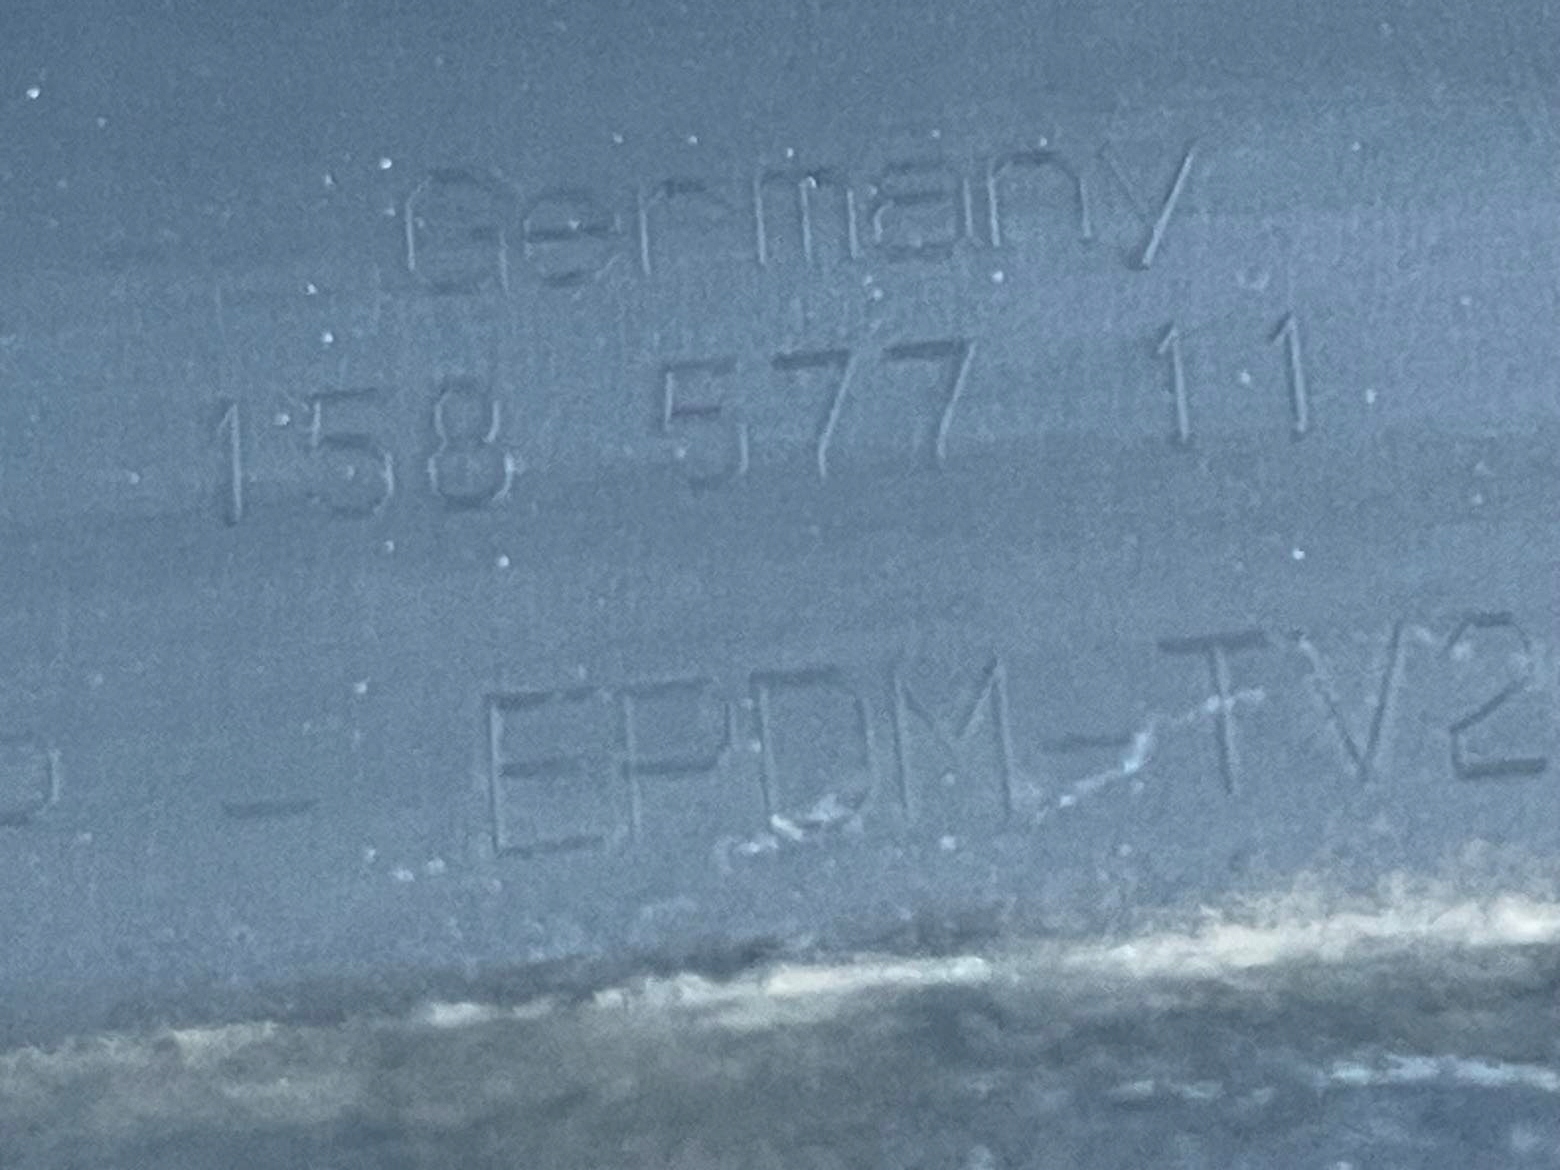 Germany
158 577 11
P - EPDM-TV2